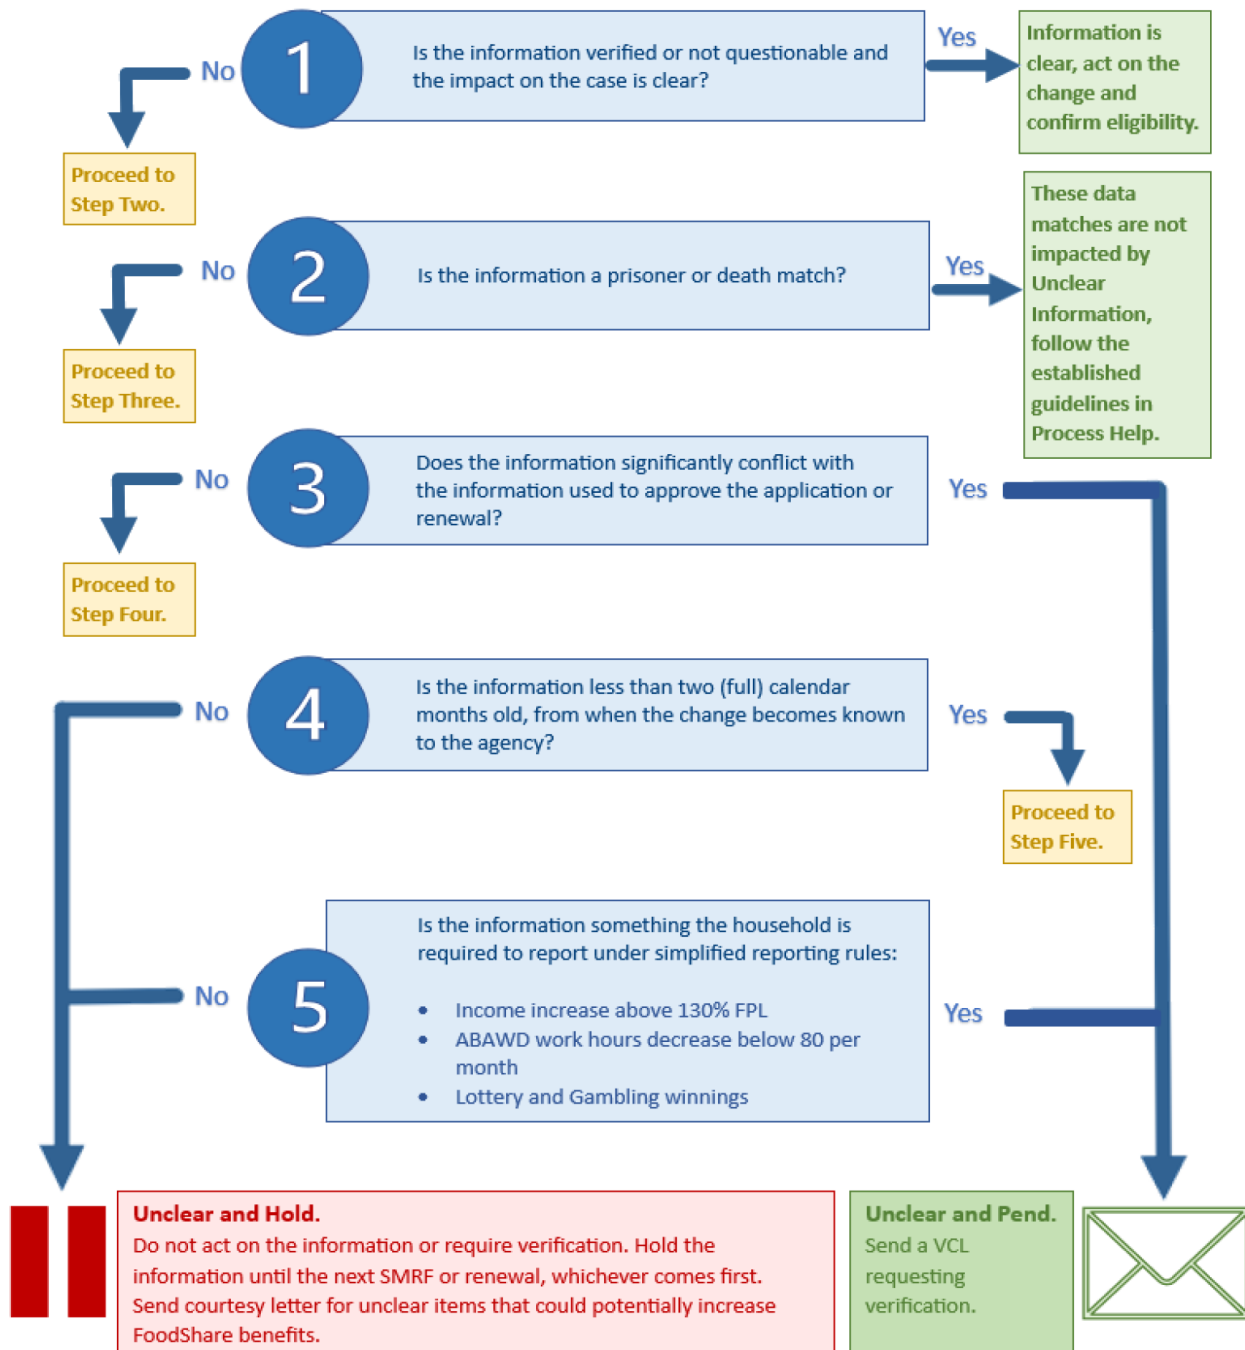 No
1
Is the information verified or not questionable and
the impact on the case is clear?
Yes
Information is
clear, act on the
change and
confirm eligibility.
Proceed to
Step Two.
No
2
Is the information a prisoner or death match?
Yes
These data
matches are not
impacted by
Unclear
Information,
follow the
established
guidelines in
Process Help.
Proceed to
Step Three.
No
3
Does the information significantly conflict with
the information used to approve the application or
renewal?
Yes
Proceed to
Step Four.
No
4
Is the information less than two (full) calendar
months old, from when the change becomes known
to the agency?
Yes
Proceed to
Step Five.
No
5
Is the information something the household is
required to report under simplified reporting rules:
• Income increase above 130% FPL
• ABAWD work hours decrease below 80 per
month
• Lottery and Gambling winnings
Yes
Unclear and Hold.
Do not act on the information or require verification. Hold the
information until the next SMRF or renewal, whichever comes first.
Send courtesy letter for unclear items that could potentially increase
FoodShare benefits.
Unclear and Pend.
Send a VCL
requesting
verification.